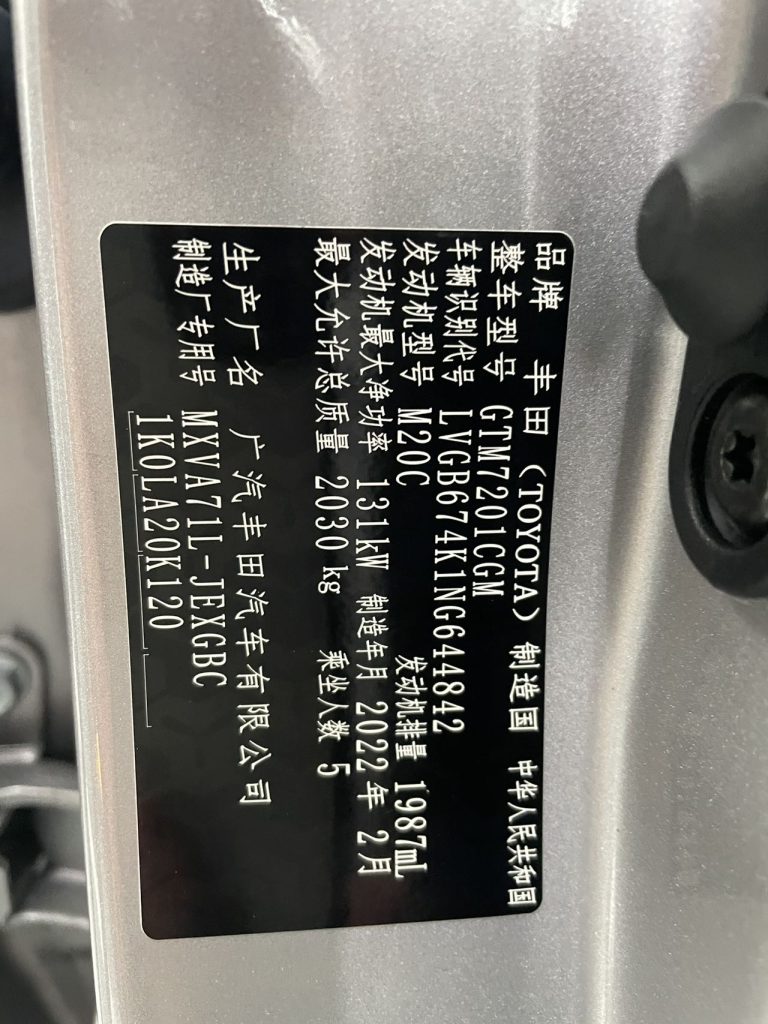 品牌 丰田（TOYOTA） 制造国 中华人民共和国
整车型号 GTM7201CGM
车辆识别代号 LVGB674K1NG644842
发动机型号 M20C 发动机排量 1987mL
发动机最大净功率 131kW 制造年月 2022年 2月
最大允许总质量 2030 kg 乘坐人数 5
生产厂名 广汽丰田汽车有限公司
制造厂专用号 MXVA71L-JEXGBC
1K0LA20K120